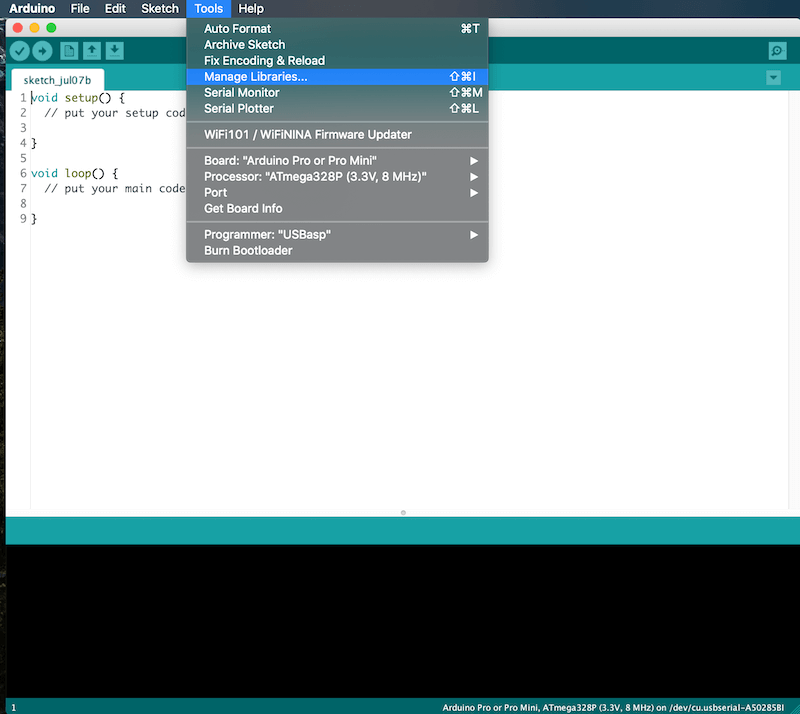 Arduino File Edit Sketch Tools Help
Auto Format ⌘T
Archive Sketch
Fix Encoding & Reload
Manage Libraries... ⇧⌘I
Serial Monitor ⇧⌘M
Serial Plotter ⇧⌘L
WiFi101 / WiFiNINA Firmware Updater
Board: "Arduino Pro or Pro Mini"
Processor: "ATmega328P (3.3V, 8 MHz)"
Port
Get Board Info
Programmer: "USBasp"
Burn Bootloader
sketch_jul07b
1 void setup() {
2 // put your setup cod
3
4 }
5
6 void loop() {
7 // put your main code
8
9 }
1 Arduino Pro or Pro Mini, ATmega328P (3.3V, 8 MHz) on /dev/cu.usbserial-A50285BI